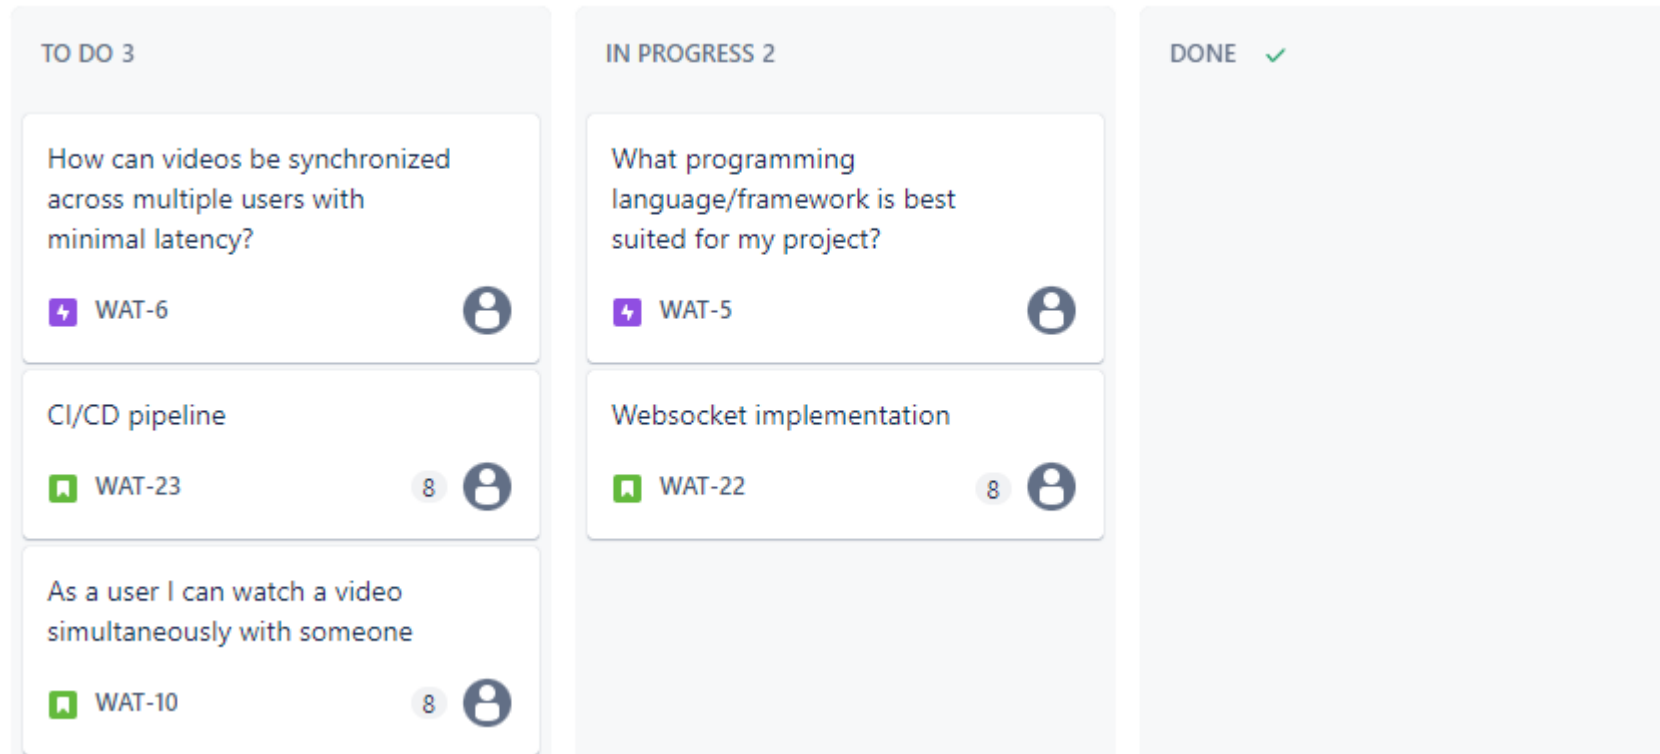 TO DO 3
How can videos be synchronized
across multiple users with
minimal latency?
WAT-6
CI/CD pipeline
WAT-23 8
As a user I can watch a video
simultaneously with someone
WAT-10 8
IN PROGRESS 2
What programming
language/framework is best
suited for my project?
WAT-5
Websocket implementation
WAT-22 8
DONE